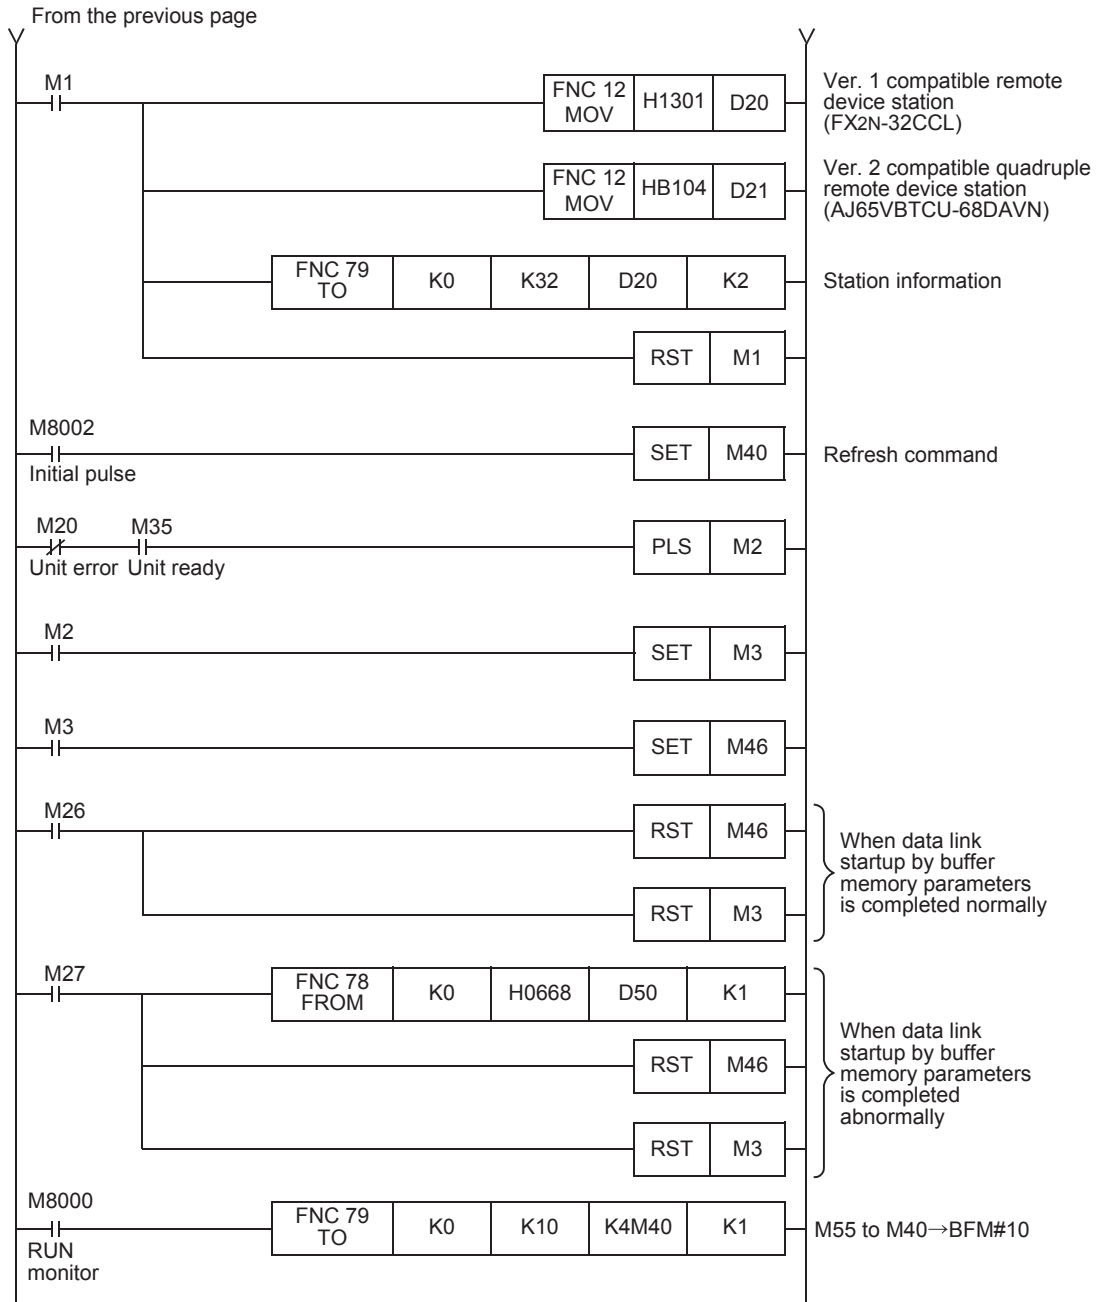 From the previous page
M1
FNC 12
MOV
H1301
D20
Ver. 1 compatible remote
device station
(FX2N-32CCL)
FNC 12
MOV
HB104
D21
Ver. 2 compatible quadruple
remote device station
(AJ65VBTCU-68DAVN)
FNC 79
TO
K0
K32
D20
K2
Station information
RST
M1
M8002
Initial pulse
SET
M40
Refresh command
M20
Unit error
M35
Unit ready
PLS
M2
M2
SET
M3
M3
SET
M46
M26
RST
M46
RST
M3
When data link
startup by buffer
memory parameters
is completed normally
M27
FNC 78
FROM
K0
H0668
D50
K1
RST
M46
RST
M3
When data link
startup by buffer
memory parameters
is completed
abnormally
M8000
RUN
monitor
FNC 79
TO
K0
K10
K4M40
K1
M55 to M40→BFM#10